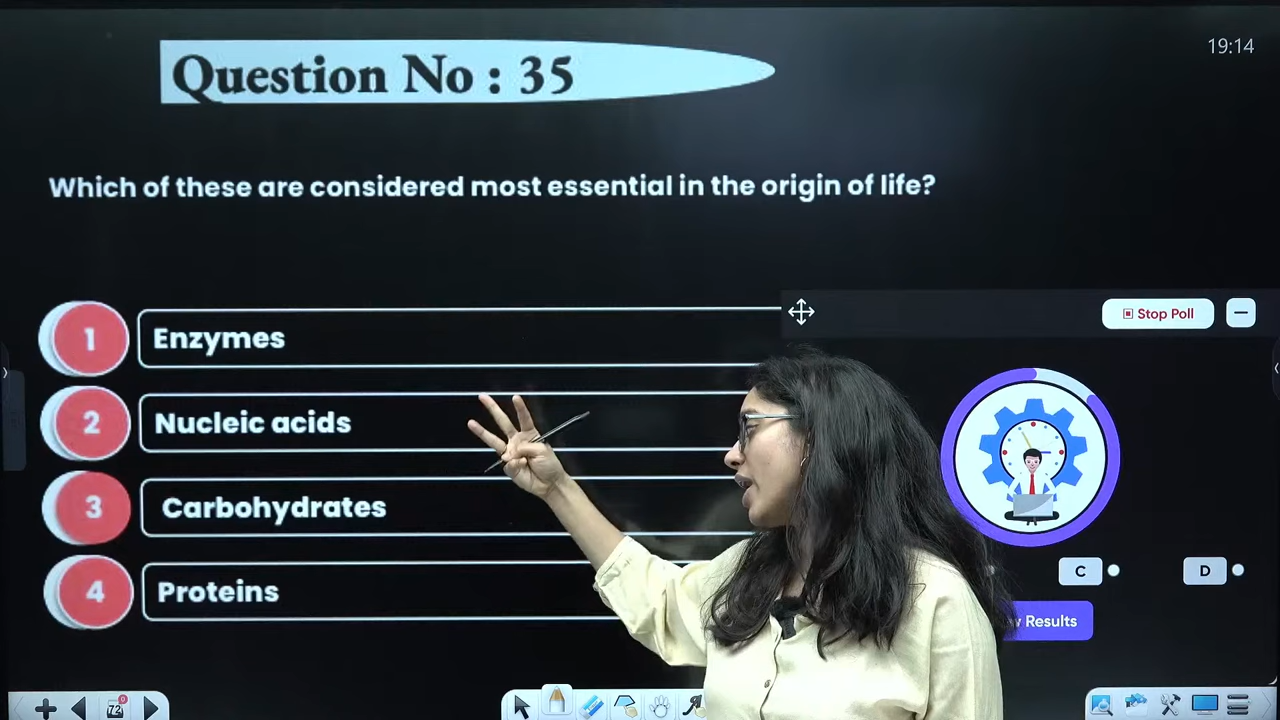 Question No : 35
19:14
Which of these are considered most essential in the origin of life?
1 Enzymes
Stop Poll
2 Nucleic acids
3 Carbohydrates
C D
4 Proteins
Results
72